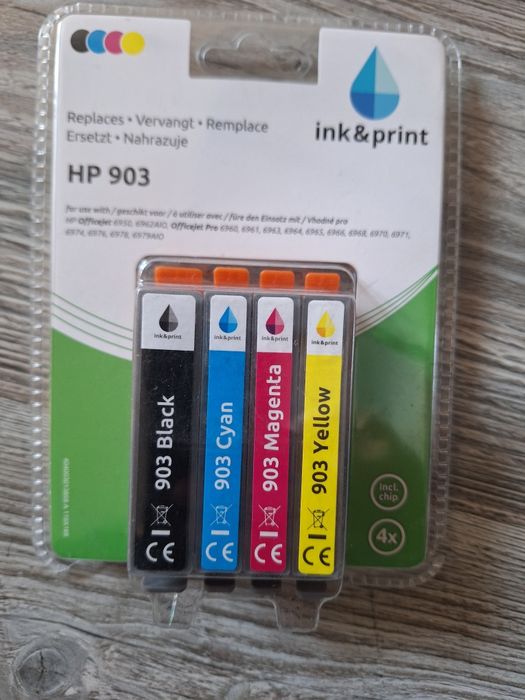 ink&print
Replaces • Vervangt • Remplace
Ersetzt • Nahrazuje
HP 903
for use with / geschikt voor / à utiliser avec / für den Einsatz mit / Vhodné pro
HP Officejet 6950, 6962AIO, Officejet Pro 6960, 6961, 6963, 6964, 6965, 6966, 6968, 6970, 6971,
6974, 6976, 6978, 6979AIO
ink&print
903 Black
CE
ink&print
903 Cyan
CE
ink&print
903 Magenta
CE
ink&print
903 Yellow
CE
incl.
chip
4x